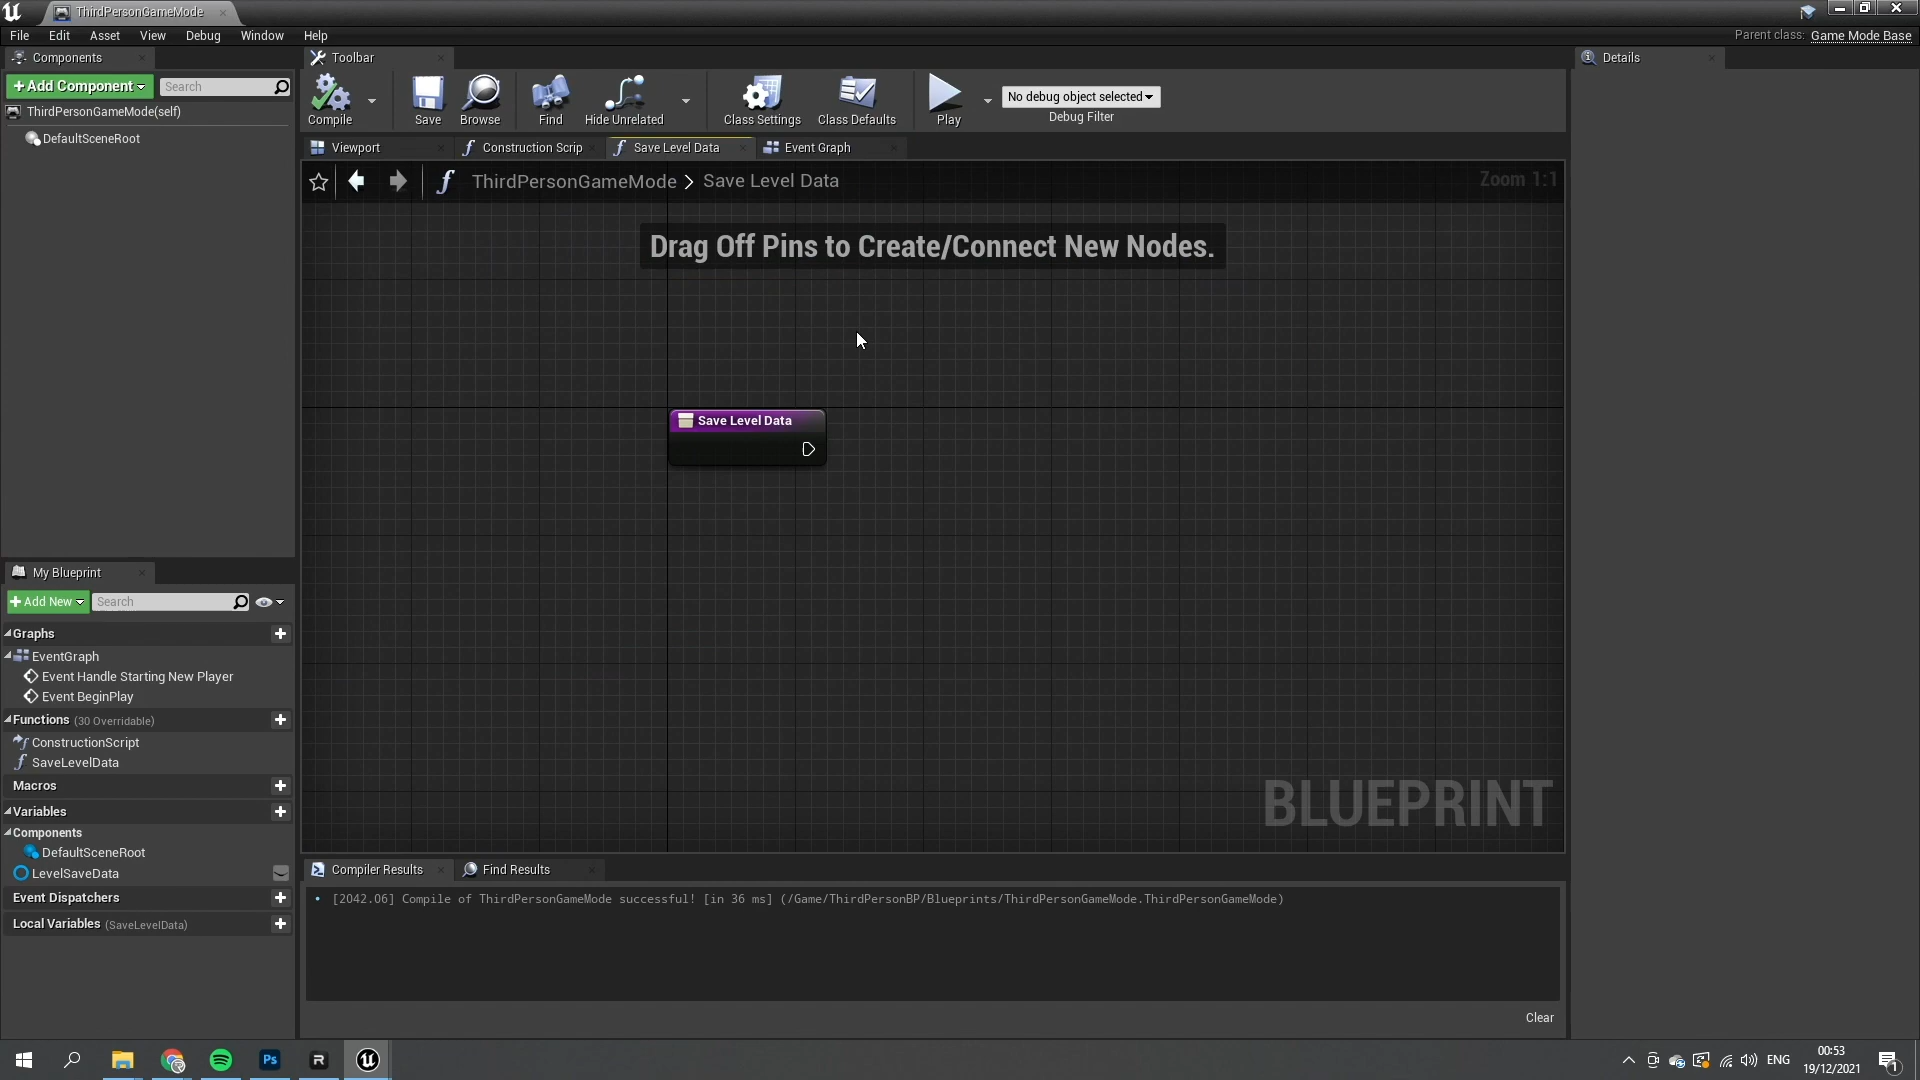 ThirdPersonGameMode
File Edit Asset View Debug Window Help
Parent class: Game Mode Base
Components
Toolbar
Details
+Add Component
Search
ThirdPersonGameMode(self)
DefaultSceneRoot
Compile
Save
Browse
Find
Hide Unrelated
Class Settings
Class Defaults
Play
No debug object selected
Debug Filter
Viewport
Construction Scrip
Save Level Data
Event Graph
ThirdPersonGameMode > Save Level Data
Zoom 1:1
Drag Off Pins to Create/Connect New Nodes.
Save Level Data
BLUEPRINT
My Blueprint
+Add New
Search
Graphs
EventGraph
Event Handle Starting New Player
Event BeginPlay
Functions (30 Overridable)
ConstructionScript
SaveLevelData
Macros
Variables
Components
DefaultSceneRoot
LevelSaveData
Event Dispatchers
Local Variables (SaveLevelData)
Compiler Results
Find Results
[2042.06] Compile of ThirdPersonGameMode successful! [in 36 ms] (/Game/ThirdPersonBP/Blueprints/ThirdPersonGameMode.ThirdPersonGameMode)
Clear
Ps
R
ENG
00:53
19/12/2021
1